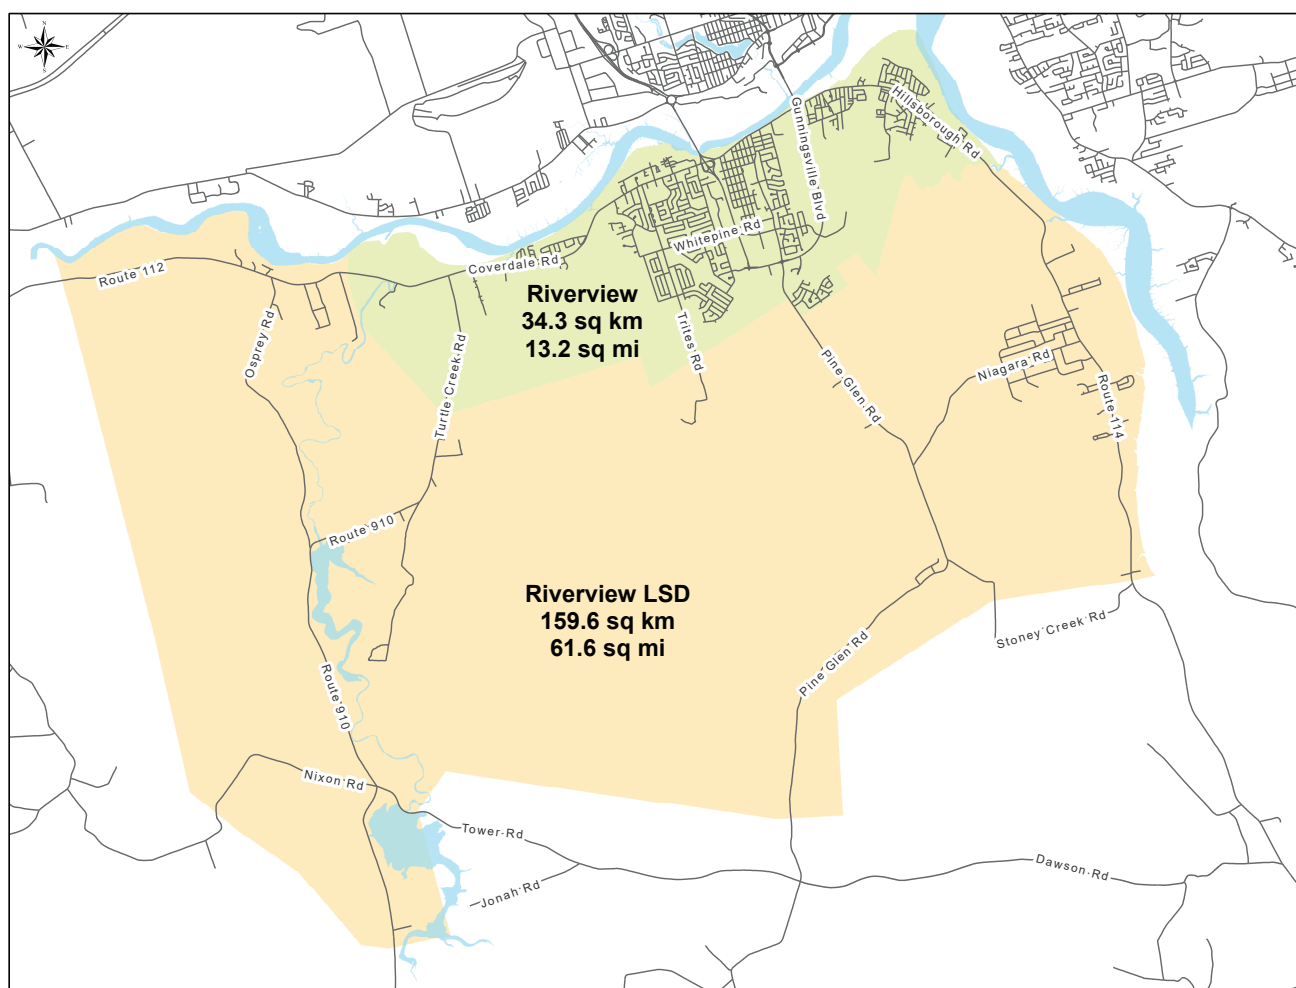 N
W
E
S
Hillsborough Rd
Gunningsville Blvd
Whitepine Rd
Coverdale Rd
Route 112
Riverview
34.3 sq km
13.2 sq mi
Osprey Rd
Turtle Creek Rd
Trites Rd
Pine Glen Rd
Niagara Rd
Route 114
Route 910
Riverview LSD
159.6 sq km
61.6 sq mi
Stoney Creek Rd
Pine Glen Rd
Route 910
Nixon Rd
Tower Rd
Jonah Rd
Dawson Rd